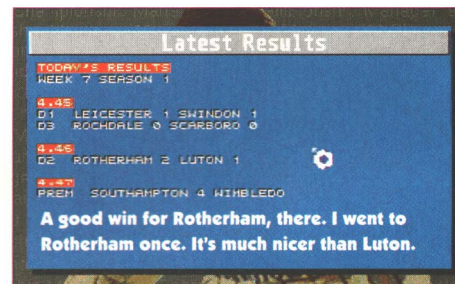 Latest Results
TODAY'S RESULTS
WEEK 7 SEASON 1
4.45
D1 LEICESTER 1 SWINDON 1
D3 ROCHDALE 0 SCARBORO 0
4.46
D2 ROTHERHAM 2 LUTON 1
4.47
PREM SOUTHAMPTON 4 WIMBLEDO
A good win for Rotherham, there. I went to
Rotherham once. It's much nicer than Luton.